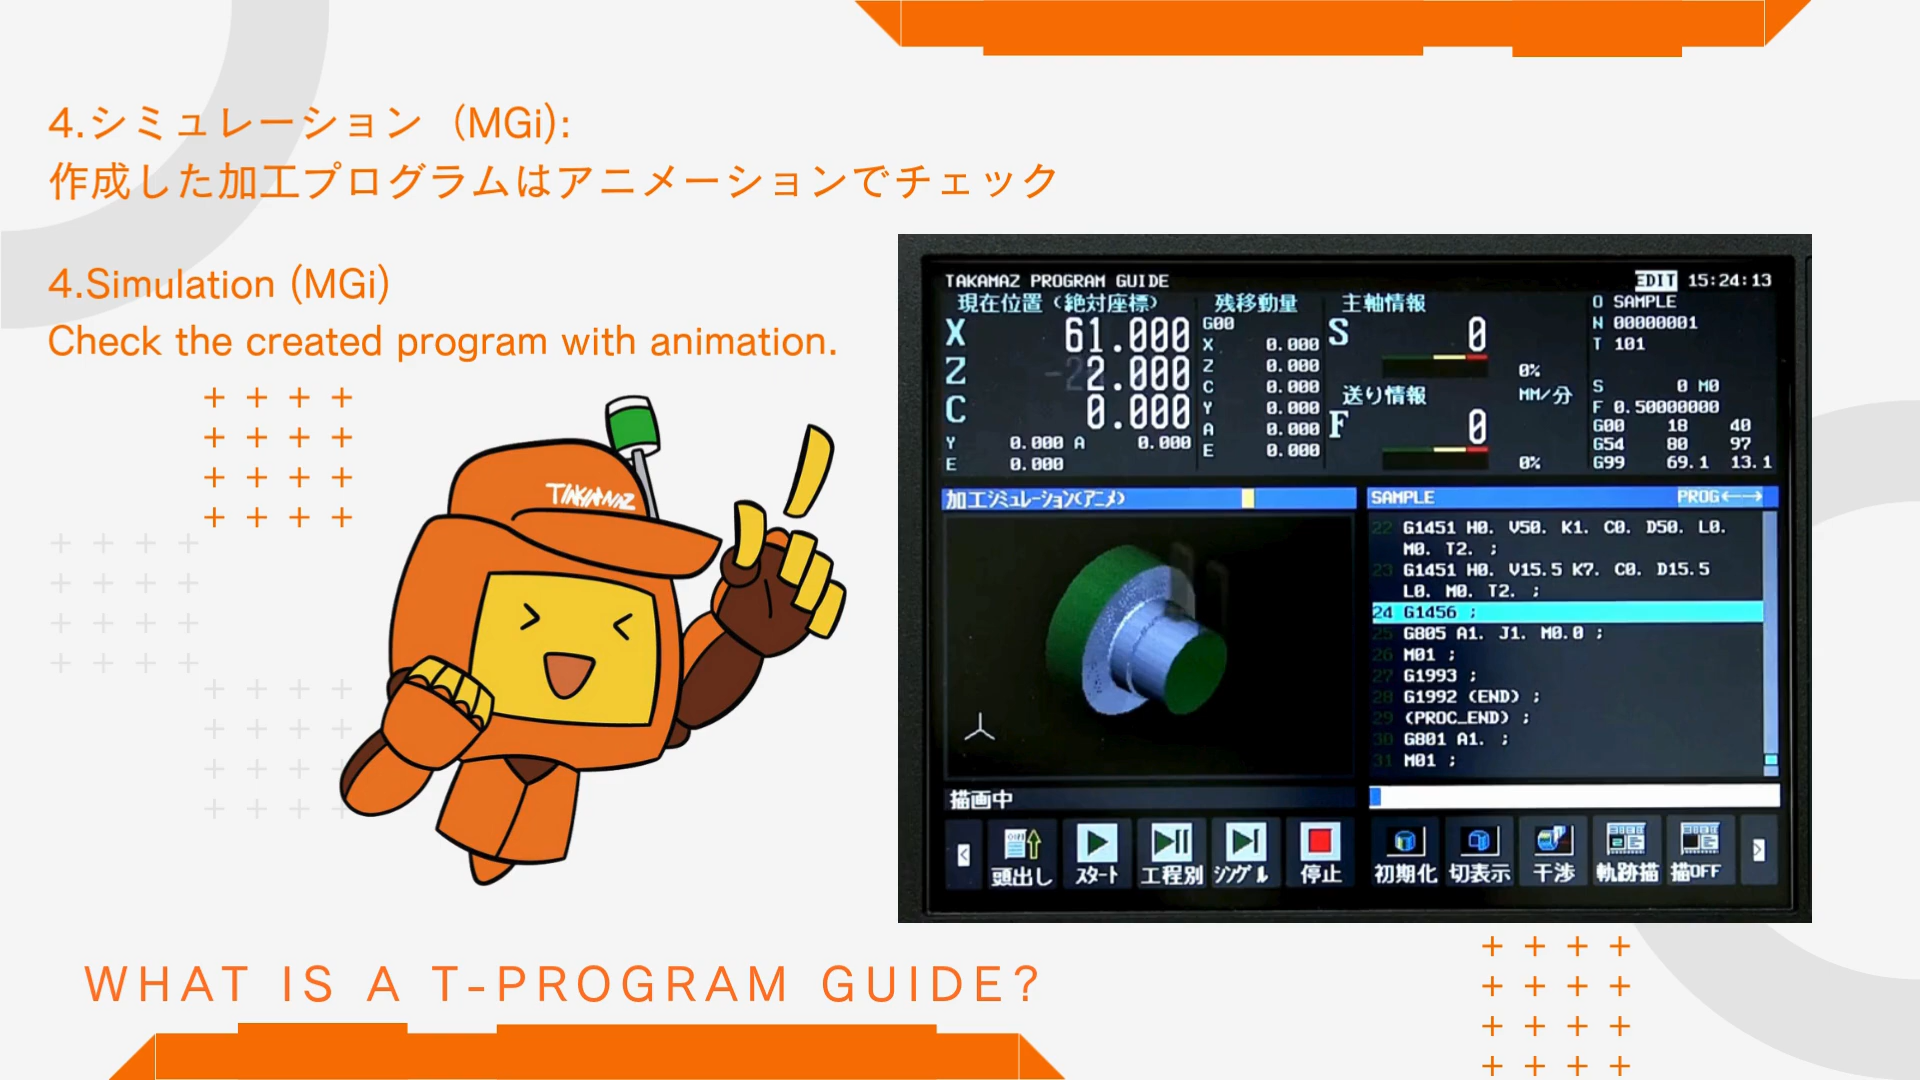 4.シミュレーション（MGi):
作成した加工プログラムはアニメーションでチェック
4.Simulation (MGi)
Check the created program with animation.
TAKAMAZ
TAKAMAZ PROGRAM GUIDE
EDIT 15:24:13
現在位置（絶対座標）
X 61.000
Z 2.000
C 0.000
Y 0.000 A 0.000
E 0.000
残移動量
G00
X 0.000
Z 0.000
C 0.000
Y 0.000
A 0.000
E 0.000
主軸情報
S 0
0%
送り情報
MM/分
F 0
0%
O SAMPLE
N 00000001
T 101
S 0 M0
F 0.50000000
G00 18 40
G54 80 97
G99 69.1 13.1
加工シミュレーション(アニメ)
SAMPLE PROG←→
22 G1451 H0. V50. K1. C0. D50. L0.
M0. T2. ;
23 G1451 H0. V15.5 K7. C0. D15.5
L0. M0. T2. ;
24 G1456 ;
25 G805 A1. J1. M0.0 ;
26 M01 ;
27 G1993 ;
28 G1992 (END) ;
29 (PROC_END) ;
30 G801 A1. ;
31 M01 ;
描画中
< 頭出し スタート 工程別 シングル 停止 初期化 切表示 干渉 軌跡描 描OFF >
WHAT IS A T-PROGRAM GUIDE?